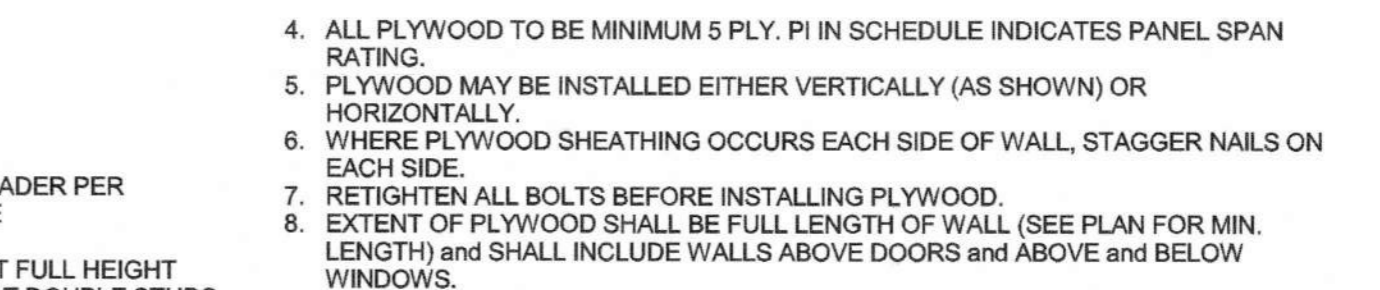 4. ALL PLYWOOD TO BE MINIMUM 5 PLY. PI IN SCHEDULE INDICATES PANEL SPAN
RATING.
5. PLYWOOD MAY BE INSTALLED EITHER VERTICALLY (AS SHOWN) OR
HORIZONTALLY.
6. WHERE PLYWOOD SHEATHING OCCURS EACH SIDE OF WALL, STAGGER NAILS ON
EACH SIDE.
7. RETIGHTEN ALL BOLTS BEFORE INSTALLING PLYWOOD.
8. EXTENT OF PLYWOOD SHALL BE FULL LENGTH OF WALL (SEE PLAN FOR MIN.
LENGTH) and SHALL INCLUDE WALLS ABOVE DOORS and ABOVE and BELOW
WINDOWS.
ADER PER
T FULL HEIGHT
DOUBLE STUDS